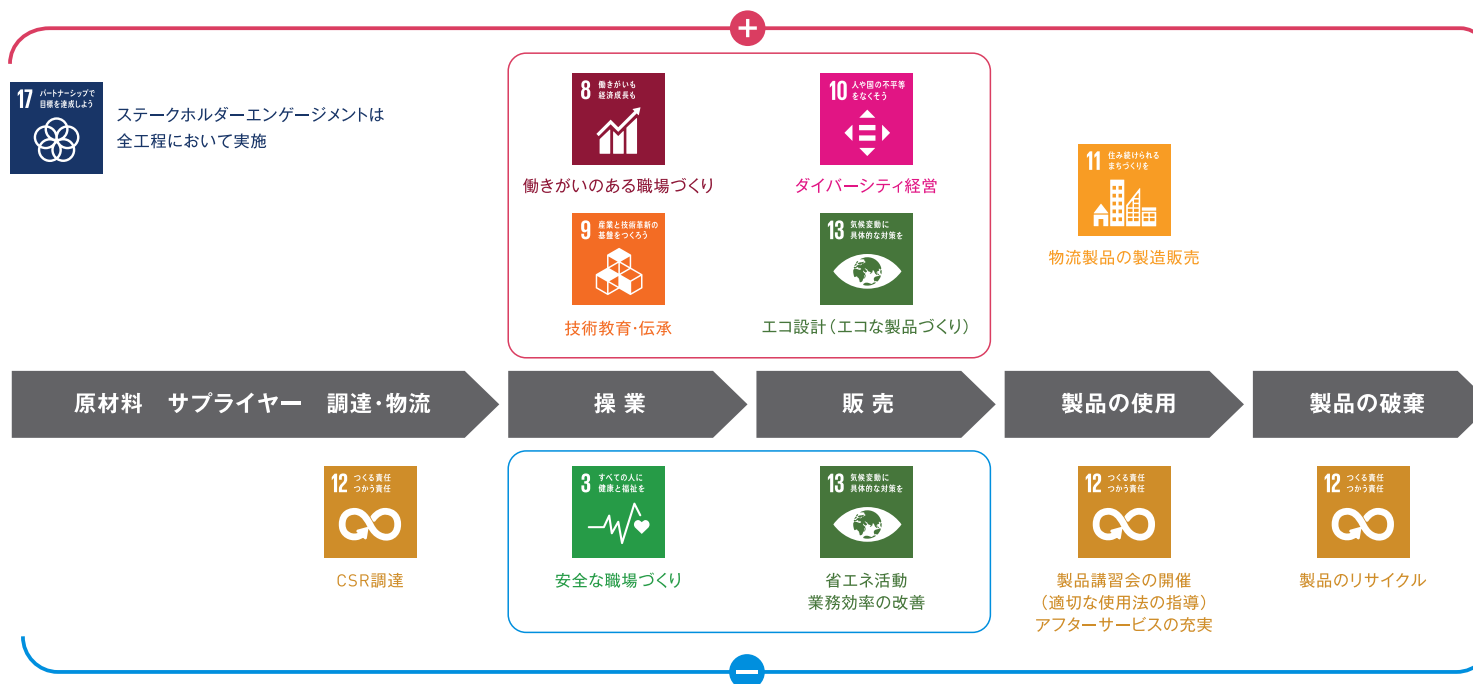 +
17 パートナーシップで
目標を達成しよう
ステークホルダーエンゲージメントは
全工程において実施
8 働きがいも
経済成長も
働きがいのある職場づくり
10 人や国の不平等
をなくそう
ダイバーシティ経営
9 産業と技術革新の
基盤をつくろう
技術教育・伝承
13 気候変動に
具体的な対策を
エコ設計(エコな製品づくり)
11 住み続けられる
まちづくりを
物流製品の製造販売
原材料 サプライヤー 調達・物流
操業
販売
製品の使用
製品の破棄
12 つくる責任
つかう責任
CSR調達
3 すべての人に
健康と福祉を
安全な職場づくり
13 気候変動に
具体的な対策を
省エネ活動
業務効率の改善
12 つくる責任
つかう責任
製品講習会の開催
(適切な使用法の指導)
アフターサービスの充実
12 つくる責任
つかう責任
製品のリサイクル
−